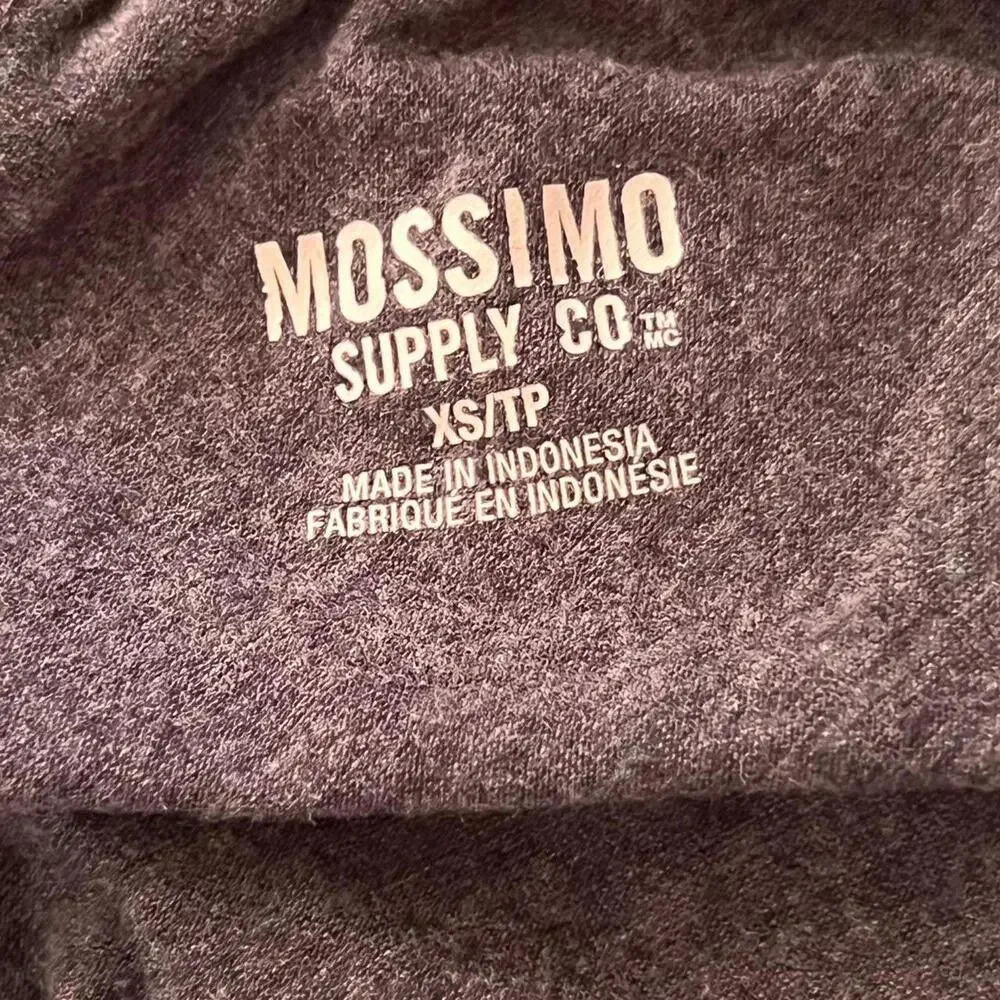 MOSSIMO
SUPPLY CO.™
MC
XS/TP
MADE IN INDONESIA
FABRIQUÉ EN INDONÉSIE